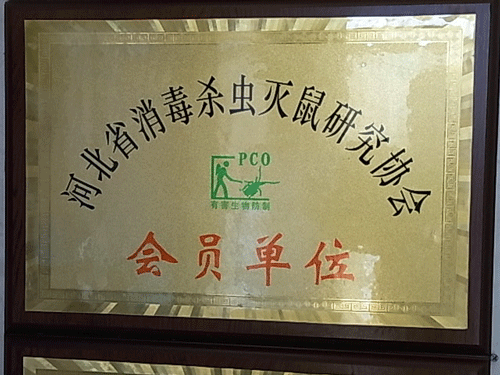 河北省消毒杀虫灭鼠研究协会
PCO
有害生物防制
会员单位